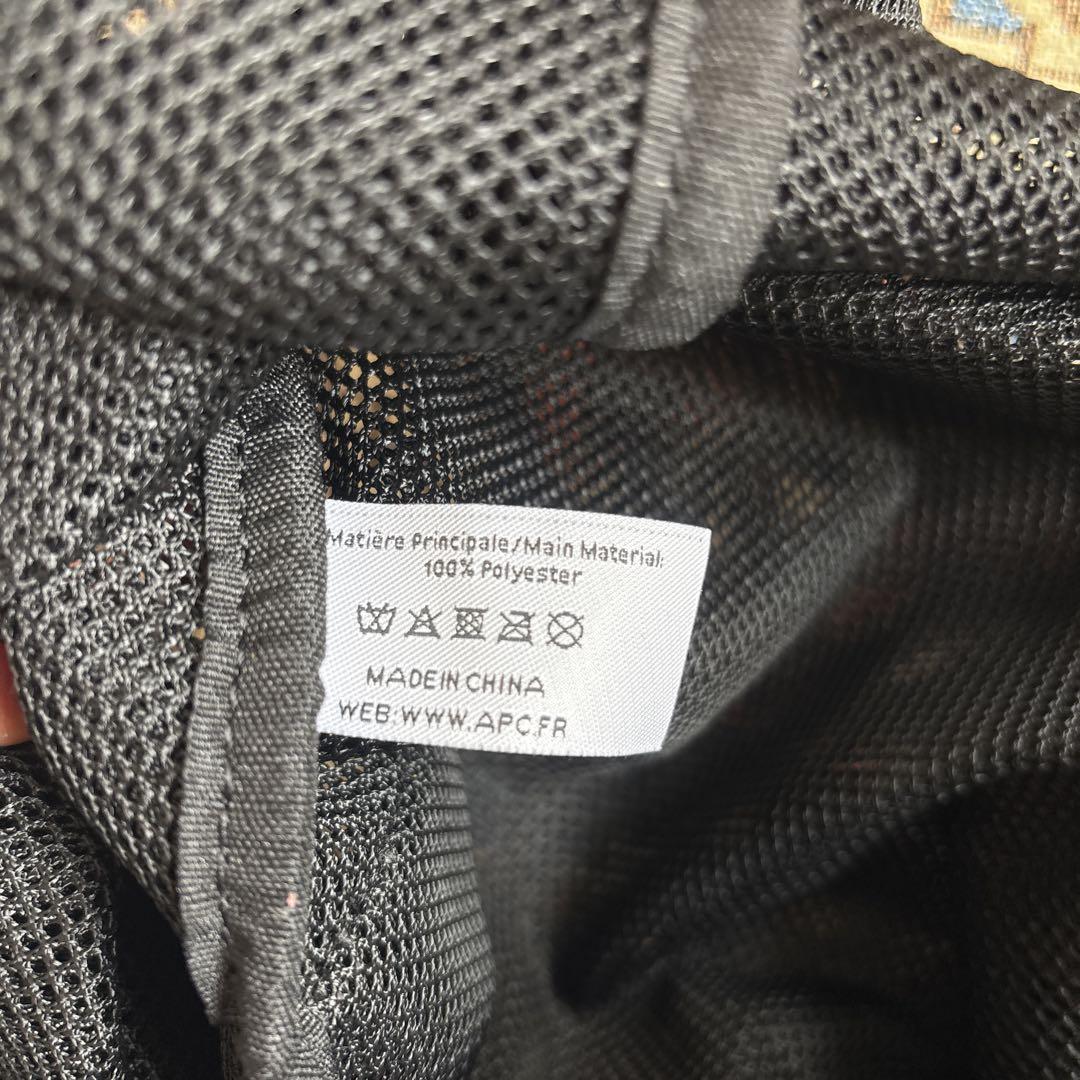 Matière Principale/Main Material:
100% Polyester
MADE IN CHINA
WEB:WWW.APC.FR